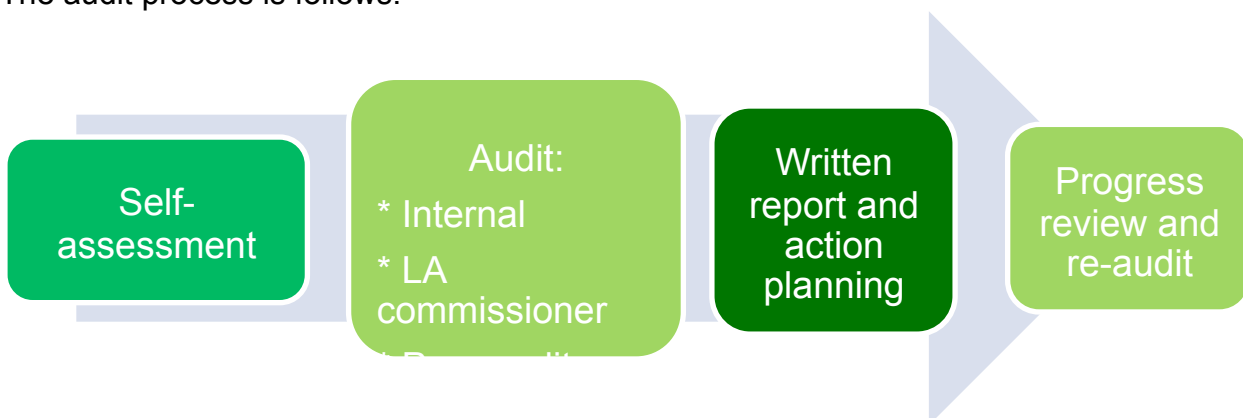 The audit process is follows:
Self-
assessment
Audit:
* Internal
* LA
commissioner
* audit
Written
report and
action
planning
Progress
review and
re-audit